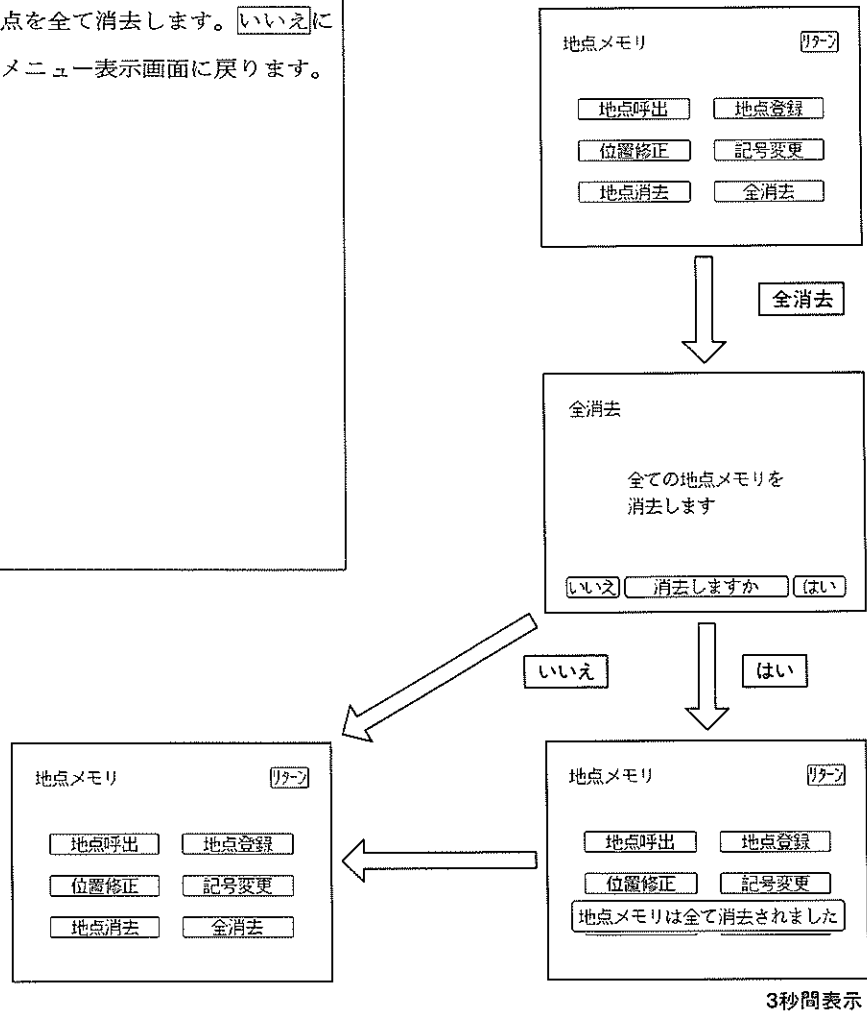 点を全て消去します。いいえに
メニュー表示画面に戻ります。
地点メモリ リターン
地点呼出 地点登録
位置修正 記号変更
地点消去 全消去
全消去
全消去
全ての地点メモリを
消去します
いいえ 消去しますか はい
いいえ はい
地点メモリ リターン
地点呼出 地点登録
位置修正 記号変更
地点消去 全消去
地点メモリ リターン
地点呼出 地点登録
位置修正 記号変更
地点メモリは全て消去されました
3秒間表示